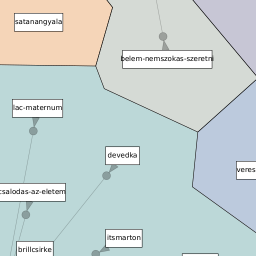 satanangyala
belem-nemszokas-szeretni
lac-maternum
devedka
veres
csalodas-az-eletem
itsmarton
brillcsirke